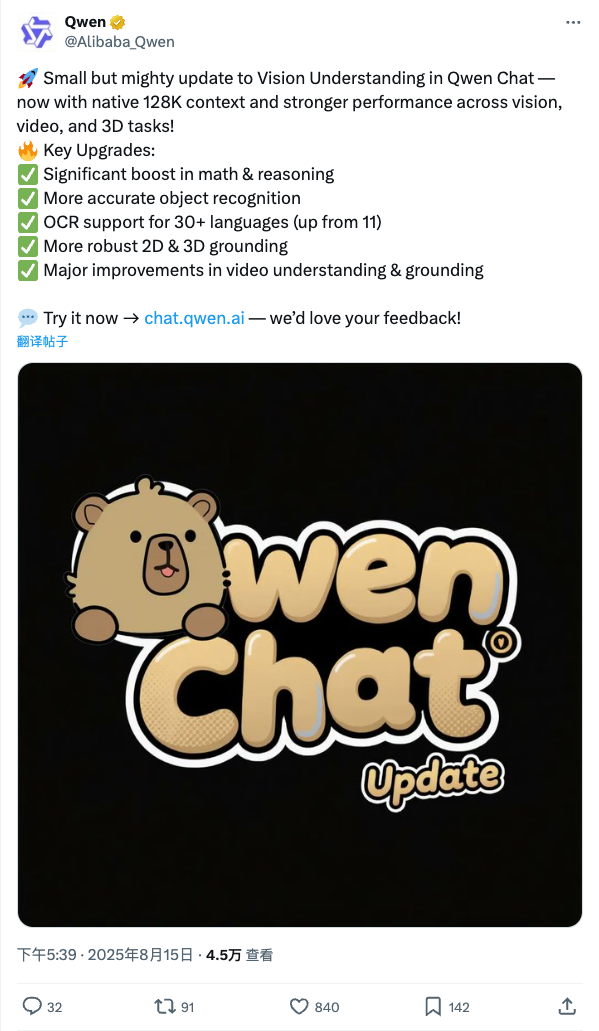 Qwen
@Alibaba_Qwen
🚀 Small but mighty update to Vision Understanding in Qwen Chat —
now with native 128K context and stronger performance across vision,
video, and 3D tasks!
🔥 Key Upgrades:
✅ Significant boost in math & reasoning
✅ More accurate object recognition
✅ OCR support for 30+ languages (up from 11)
✅ More robust 2D & 3D grounding
✅ Major improvements in video understanding & grounding
💬 Try it now → chat.qwen.ai — we’d love your feedback!
翻译帖子
wen
Chat
Update
下午5:39 · 2025年8月15日 · 4.5万 查看
32 91 840 142